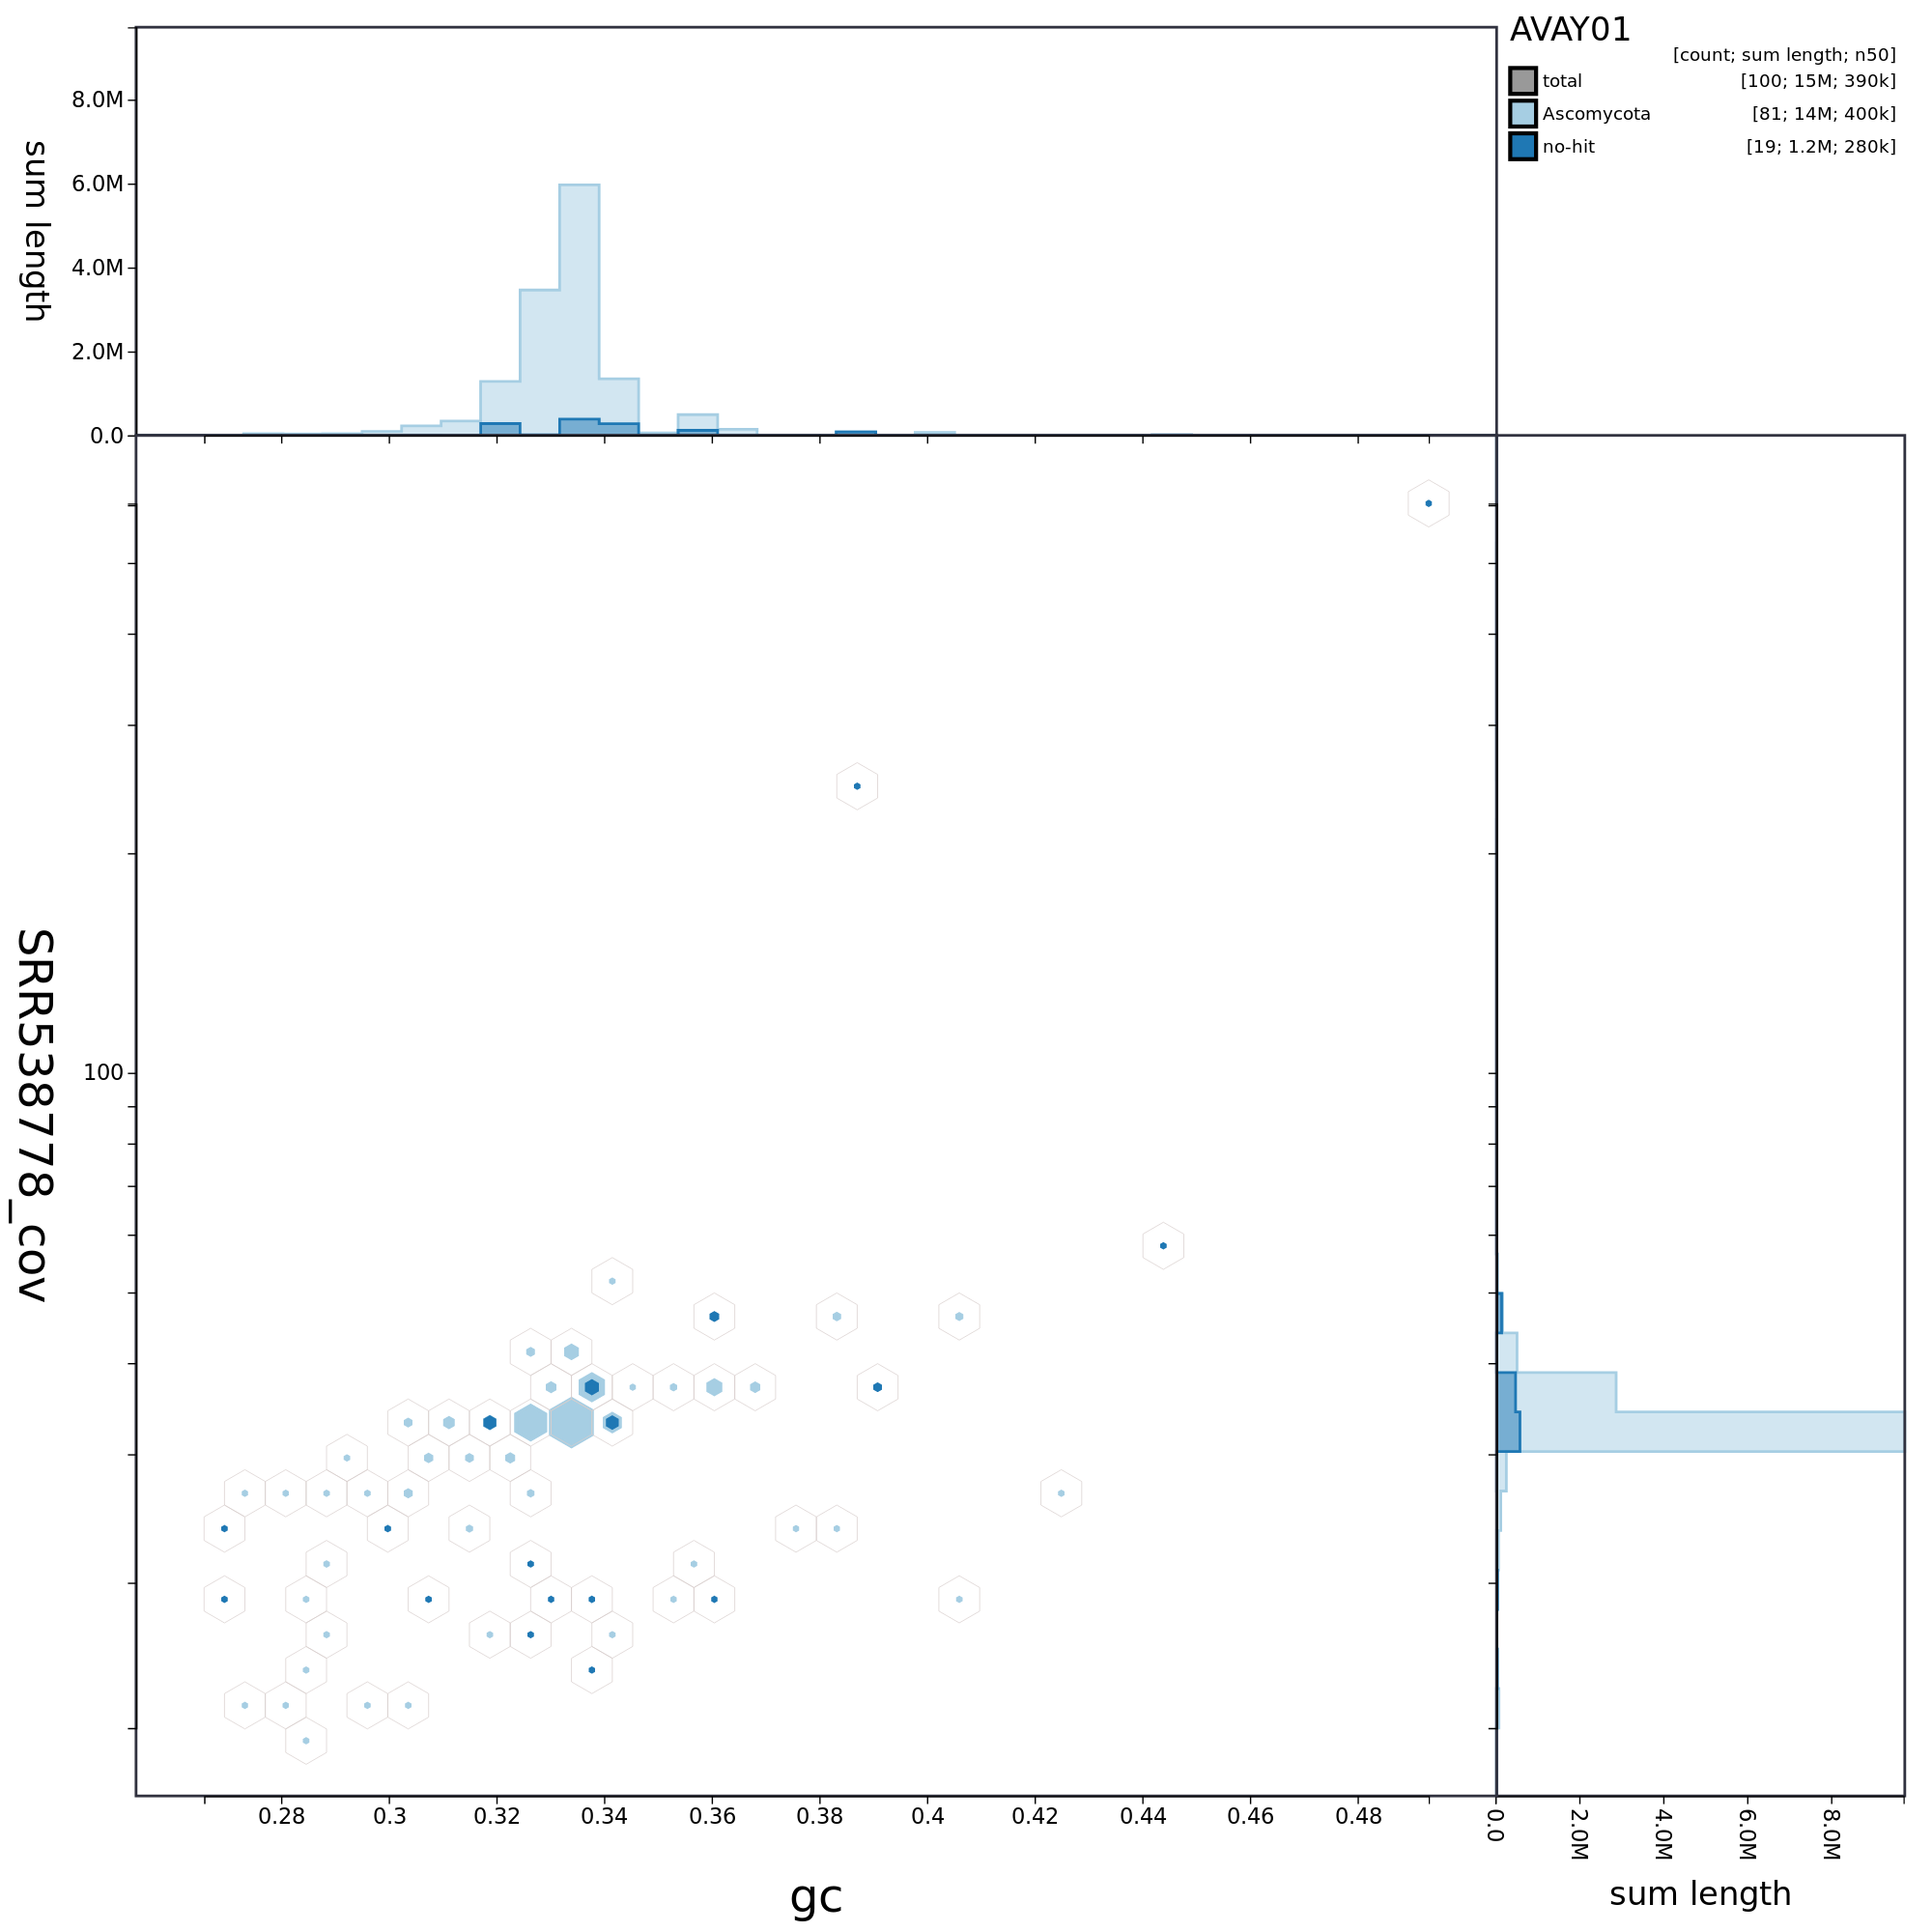 AVAY01
[count; sum length; n50]
total [100; 15M; 390k]
Ascomycota [81; 14M; 400k]
no-hit [19; 1.2M; 280k]
sum length
8.0M
6.0M
4.0M
2.0M
0.0
SRR538778_cov
100
0.28 0.3 0.32 0.34 0.36 0.38 0.4 0.42 0.44 0.46 0.48
gc
0.0 2.0M 4.0M 6.0M 8.0M
sum length